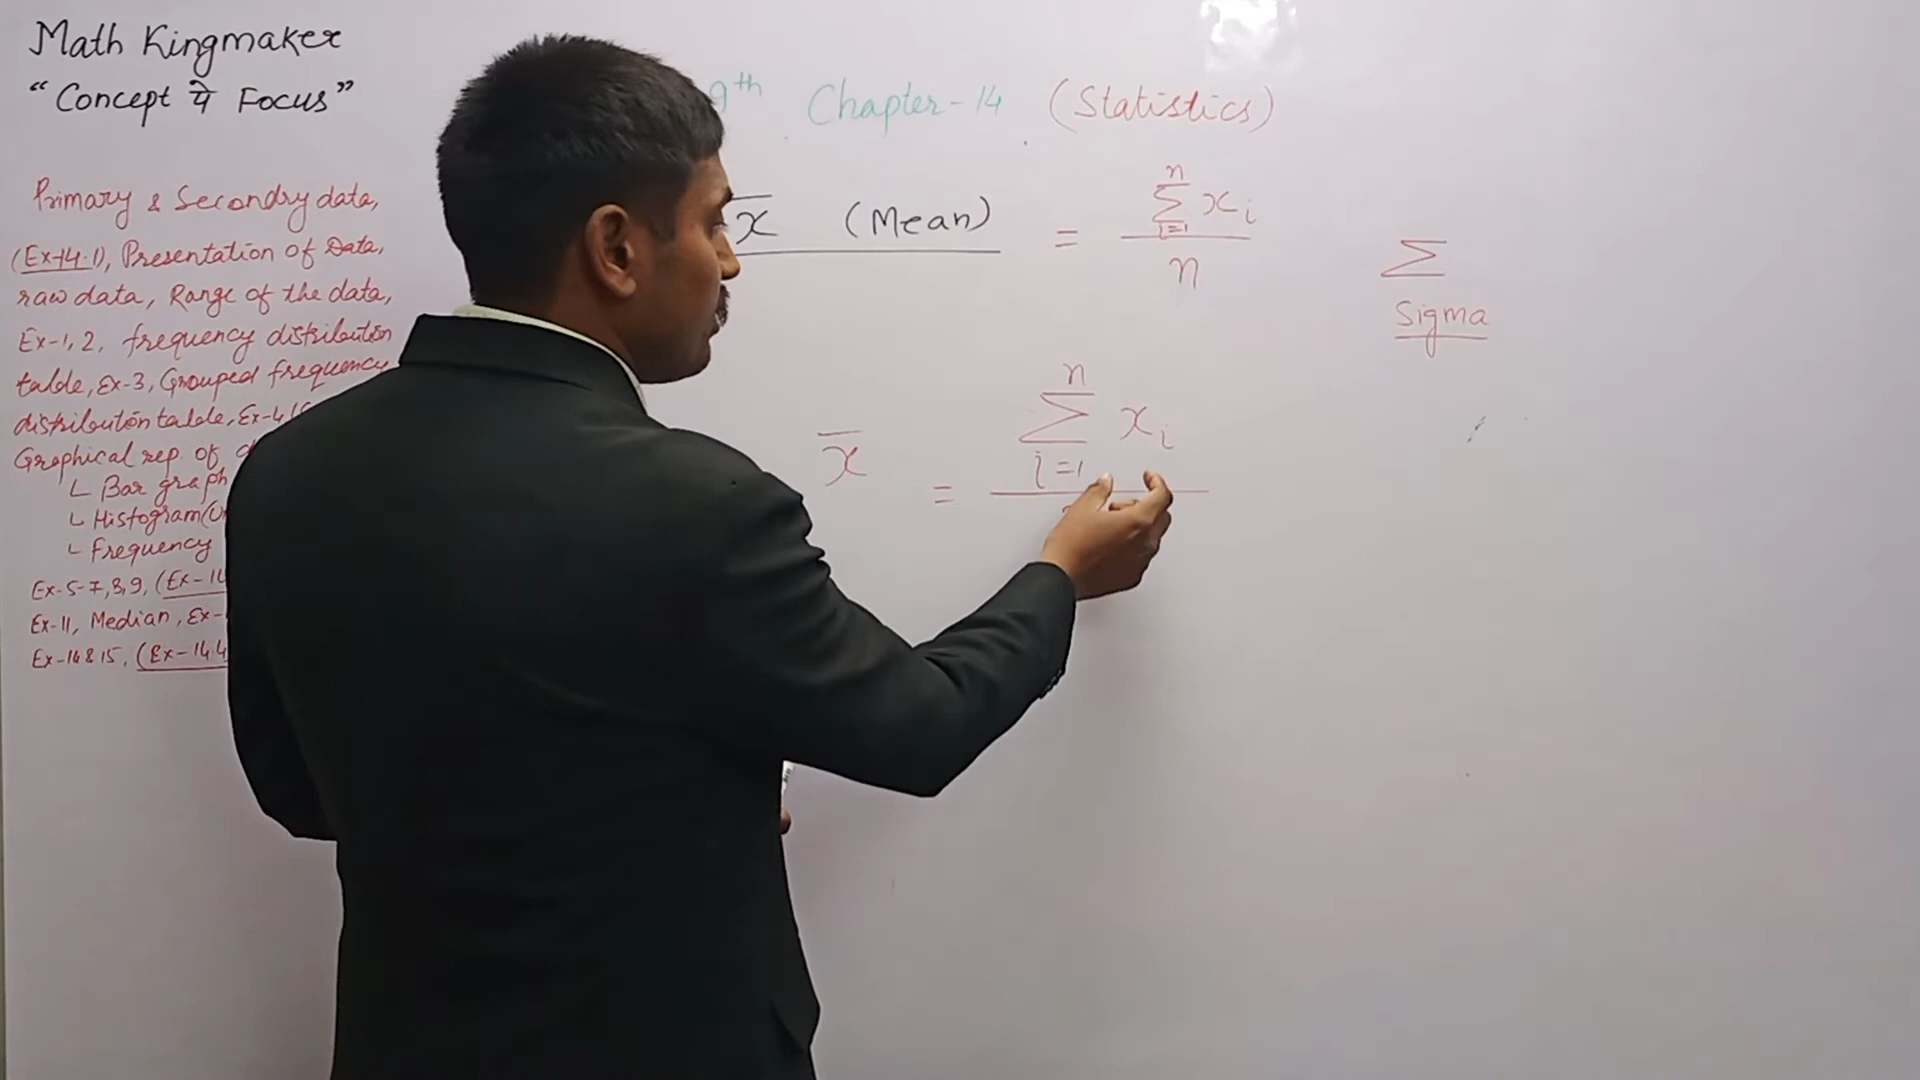 Math Kingmaker
“Concept पे Focus”
9th Chapter-14 (Statistics)
Primary & Secondry data,
(Ex-14.1), Presentation of Data,
raw data, Range of the data,
Ex-1, 2, frequency distribution
table, Ex-3, Grouped frequency
distribution table, Ex-4
Graphical rep. of
└ Bar graph
└ Histogram
└ Frequency
Ex-5-7,8,9, (Ex-14
Ex-11, Median, Ex-
Ex-14&15, (Ex-14.4
x̄ (Mean) = n ∑ i=1 xi / n
∑
Sigma
x̄ = n ∑ i=1 xi